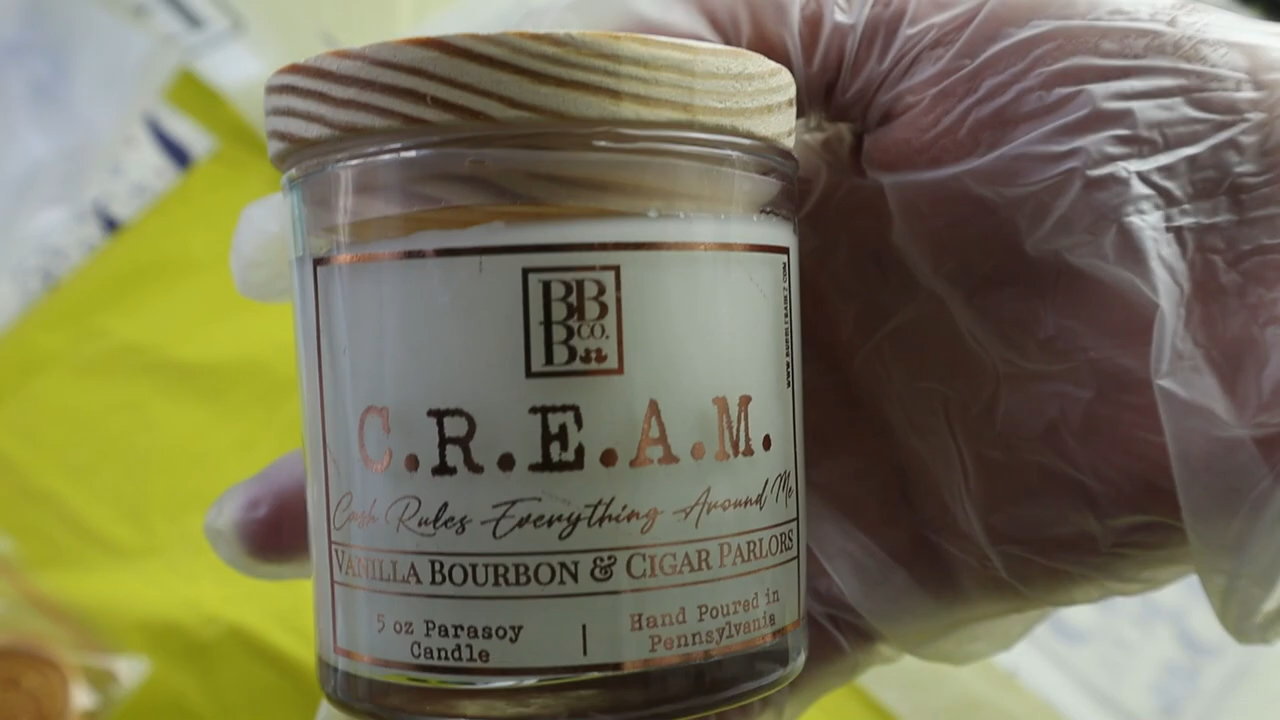 BB
B CO.
C.R.E.A.M.
Cash Rules Everything Around Me
VANILLA BOURBON & CIGAR PARLORS
5 oz Parasoy
Candle
|
Hand Poured in
Pennsylvania